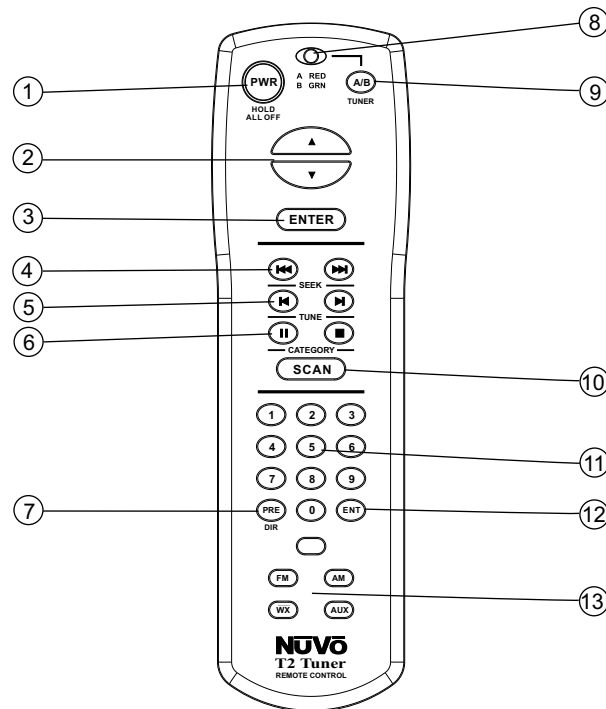 8
PWR
A RED
B GRN
A/B
1
9
HOLD
ALL OFF
TUNER
2
3
ENTER
4
SEEK
5
TUNE
6
CATEGORY
SCAN
10
1 2 3
4 5 6
11
7 8 9
7
PRE 0 ENT
12
DIR
FM AM
13
WX AUX
NUVO
T2 Tuner
REMOTE CONTROL